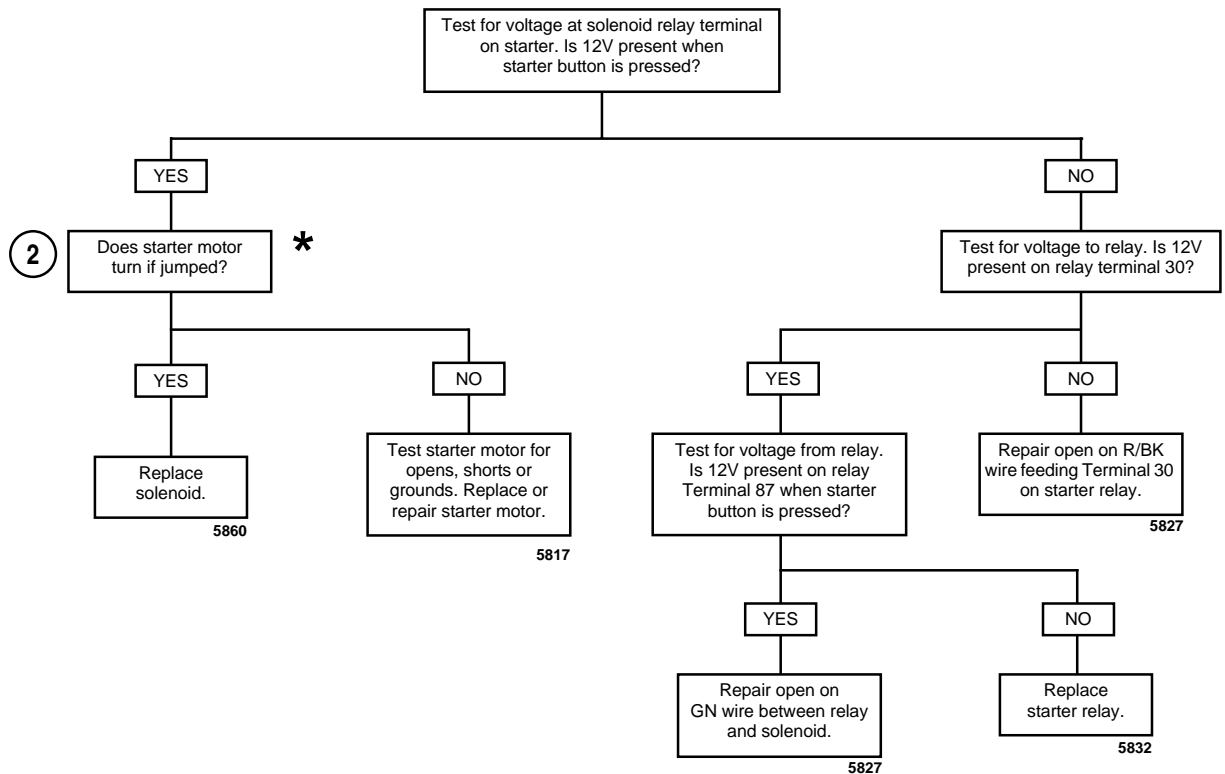 Test for voltage at solenoid relay terminal
on starter. Is 12V present when
starter button is pressed?
YES
NO
2
Does starter motor
turn if jumped?
*
Test for voltage to relay. Is 12V
present on relay terminal 30?
YES
NO
YES
NO
Replace
solenoid.
5860
Test starter motor for
opens, shorts or
grounds. Replace or
repair starter motor.
5817
Test for voltage from relay.
Is 12V present on relay
Terminal 87 when starter
button is pressed?
Repair open on R/BK
wire feeding Terminal 30
on starter relay.
5827
YES
NO
Repair open on
GN wire between relay
and solenoid.
5827
Replace
starter relay.
5832